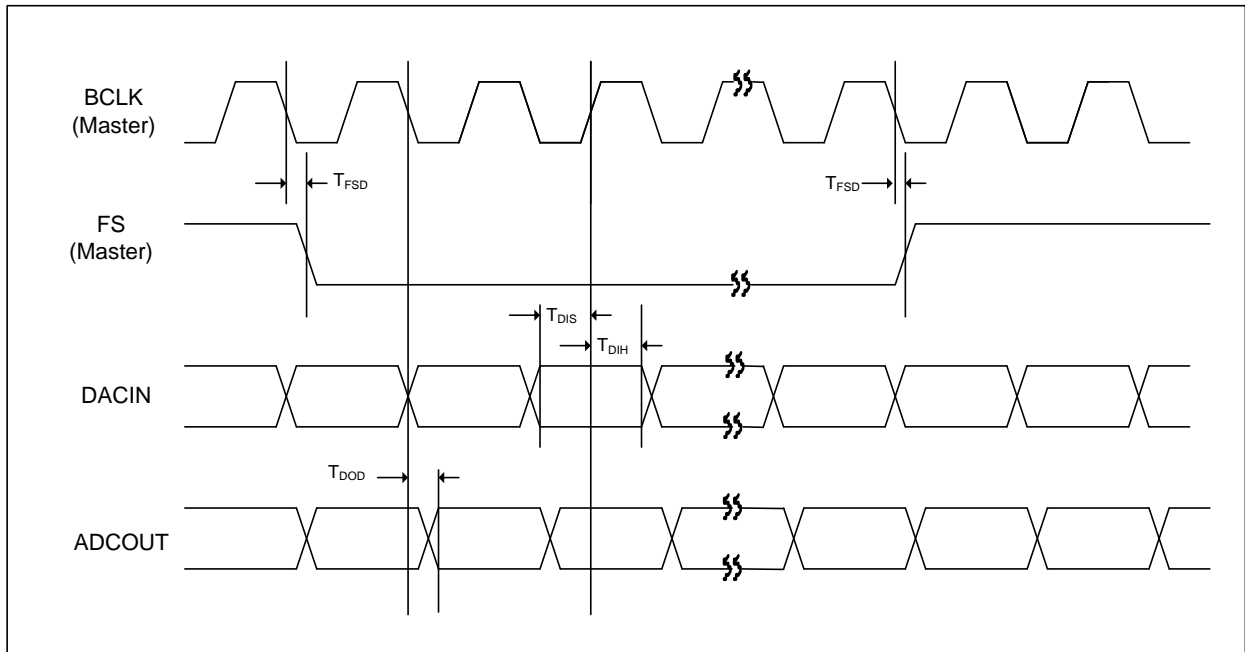 BCLK
(Master)
TFSD
TFSD
FS
(Master)
TDIS
TDIH
DACIN
TDOD
ADCOUT